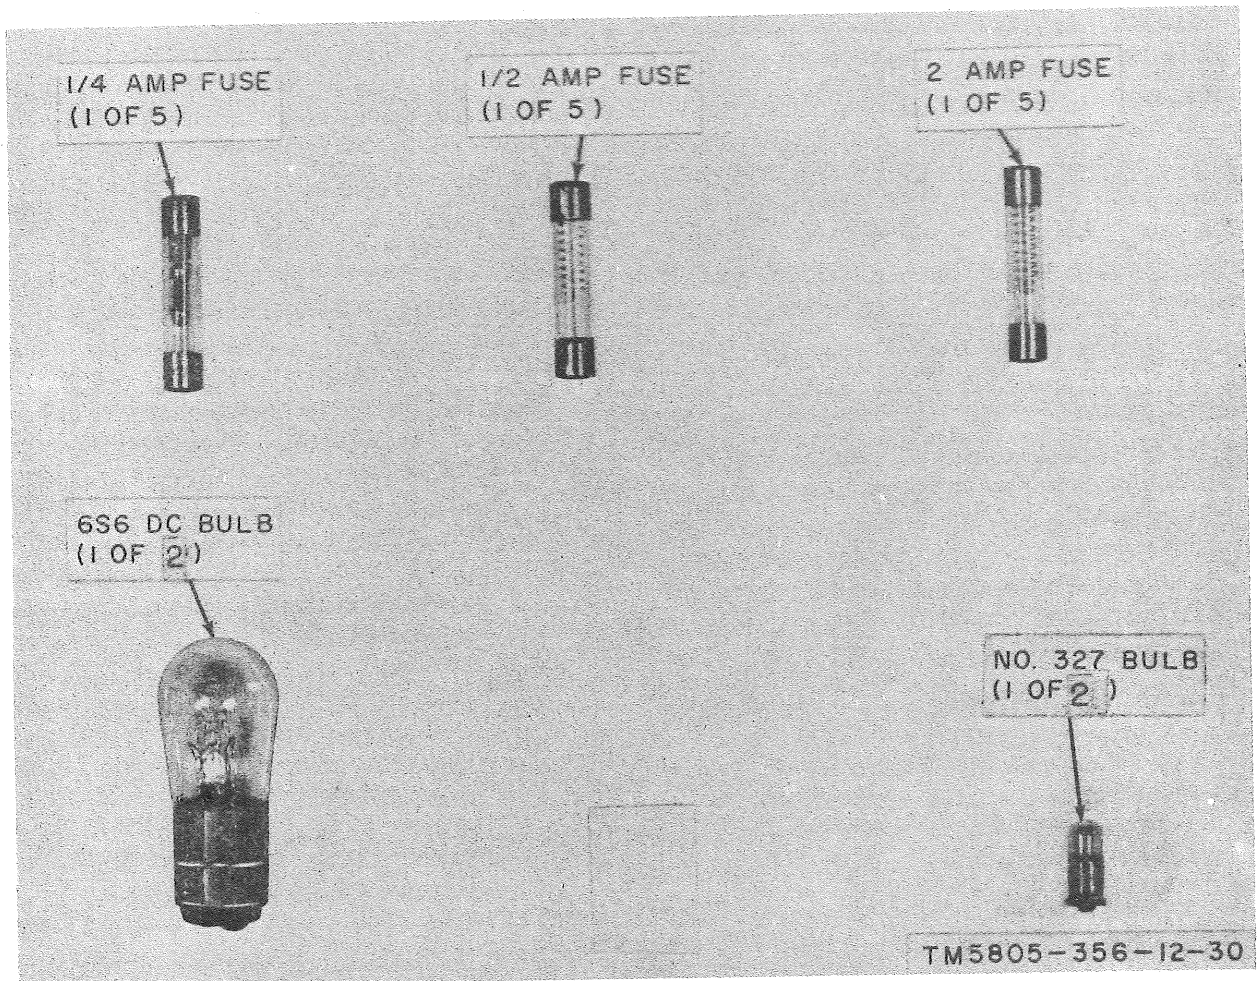 1/4 AMP FUSE
(1 OF 5)
1/2 AMP FUSE
(1 OF 5)
2 AMP FUSE
(1 OF 5)
6S6 DC BULB
(1 OF 2)
NO. 327 BULB
(1 OF 2)
TM5805-356-12-30